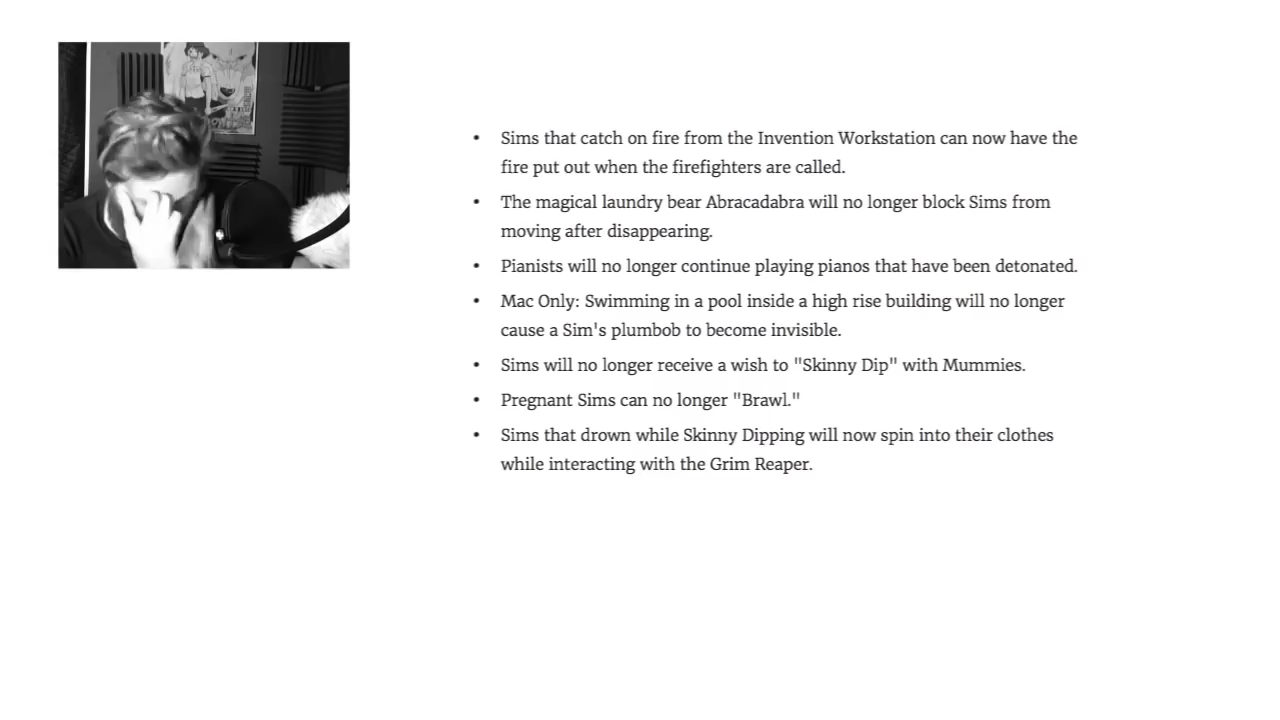 • Sims that catch on fire from the Invention Workstation can now have the
fire put out when the firefighters are called.
• The magical laundry bear Abracadabra will no longer block Sims from
moving after disappearing.
• Pianists will no longer continue playing pianos that have been detonated.
• Mac Only: Swimming in a pool inside a high rise building will no longer
cause a Sim's plumbob to become invisible.
• Sims will no longer receive a wish to "Skinny Dip" with Mummies.
• Pregnant Sims can no longer "Brawl."
• Sims that drown while Skinny Dipping will now spin into their clothes
while interacting with the Grim Reaper.